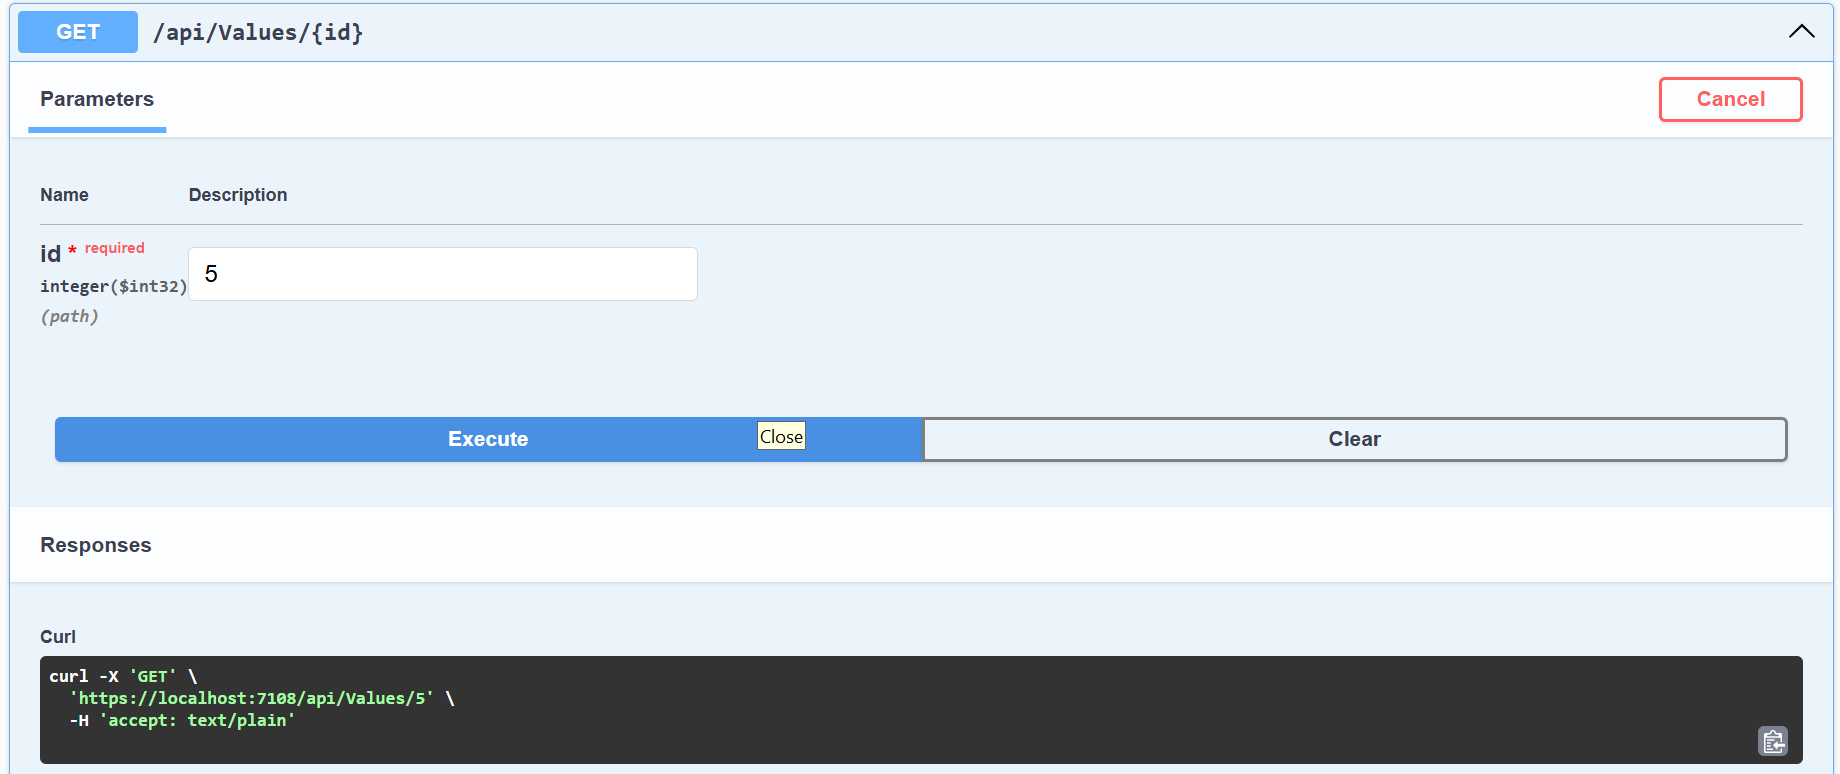 GET /api/Values/{id}
Parameters
Cancel
Name Description
id * required
integer($int32)
(path)
5
Execute
Close
Clear
Responses
Curl
curl -X 'GET' \
  'https://localhost:7108/api/Values/5' \
  -H 'accept: text/plain'